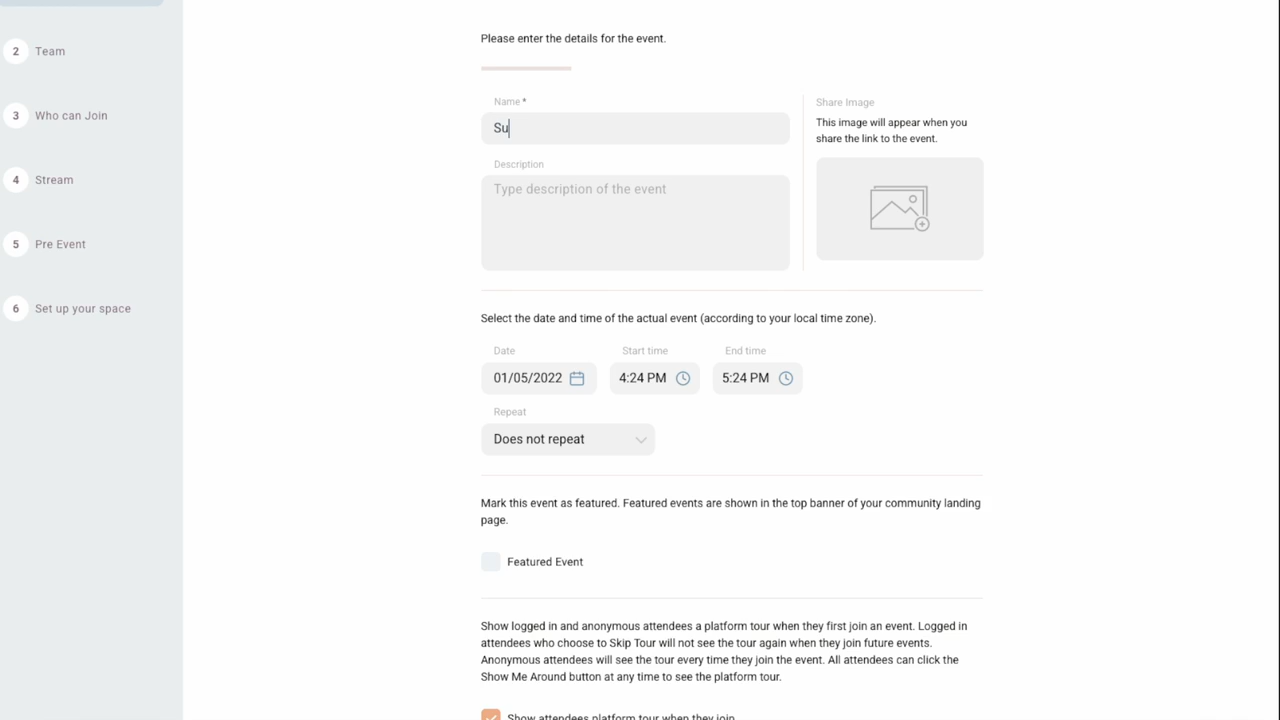 2 Team
3 Who can Join
4 Stream
5 Pre Event
6 Set up your space
Please enter the details for the event.
Name *
Su
Description
Type description of the event
Share Image
This image will appear when you
share the link to the event.
Select the date and time of the actual event (according to your local time zone).
Date
Start time
End time
01/05/2022
4:24 PM
5:24 PM
Repeat
Does not repeat
Mark this event as featured. Featured events are shown in the top banner of your community landing
page.
Featured Event
Show logged in and anonymous attendees a platform tour when they first join an event. Logged in
attendees who choose to Skip Tour will not see the tour again when they join future events.
Anonymous attendees will see the tour every time they join the event. All attendees can click the
Show Me Around button at any time to see the platform tour.
Show attendees platform tour when they join